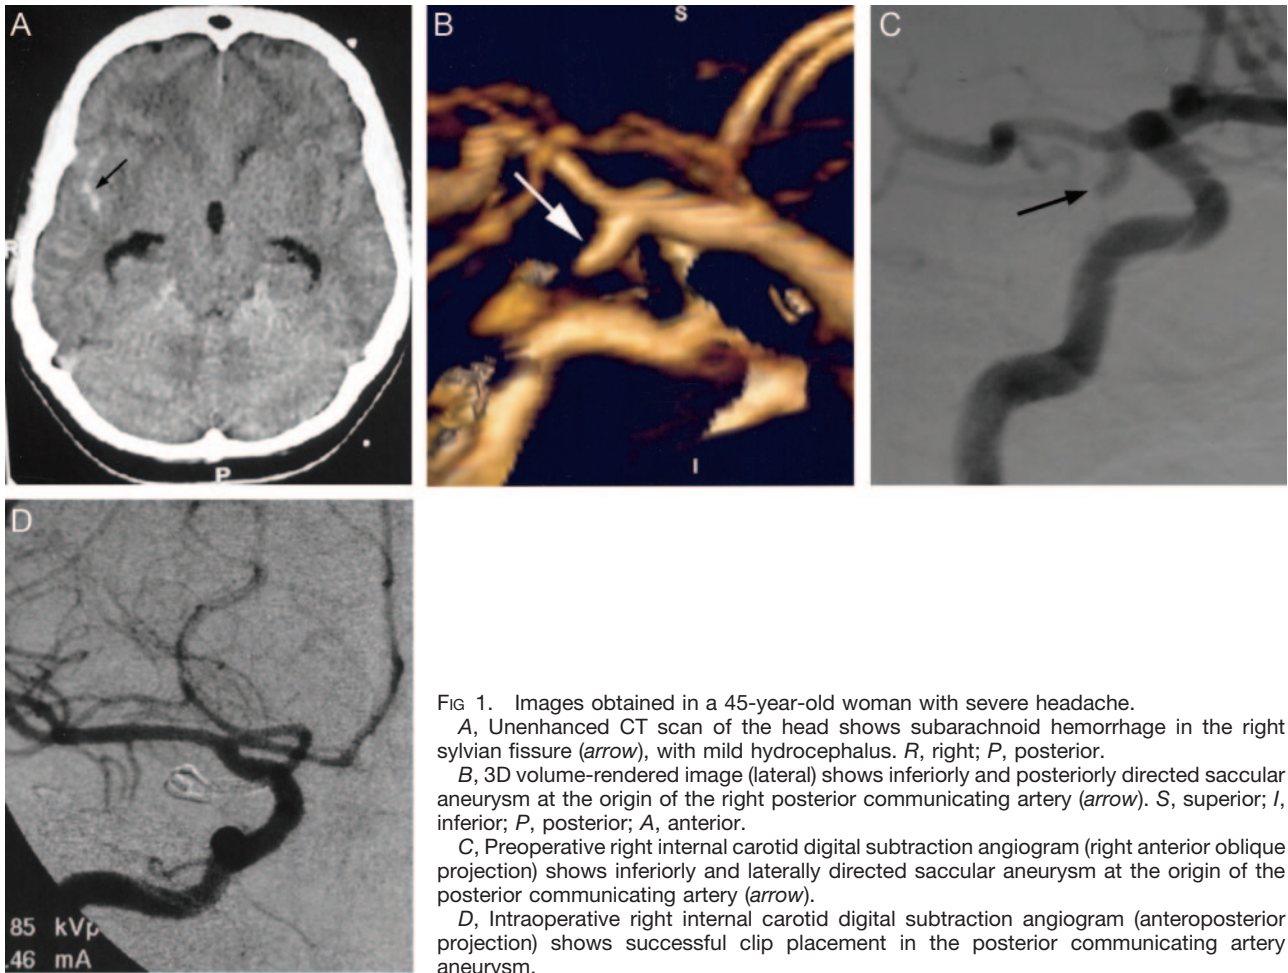 A
B
S
C
R
P
I
D
85 kVp
.46 mA
FIG 1. Images obtained in a 45-year-old woman with severe headache.
A, Unenhanced CT scan of the head shows subarachnoid hemorrhage in the right
sylvian fissure (arrow), with mild hydrocephalus. R, right; P, posterior.
B, 3D volume-rendered image (lateral) shows inferiorly and posteriorly directed saccular
aneurysm at the origin of the right posterior communicating artery (arrow). S, superior; I,
inferior; P, posterior; A, anterior.
C, Preoperative right internal carotid digital subtraction angiogram (right anterior oblique
projection) shows inferiorly and laterally directed saccular aneurysm at the origin of the
posterior communicating artery (arrow).
D, Intraoperative right internal carotid digital subtraction angiogram (anteroposterior
projection) shows successful clip placement in the posterior communicating artery
aneurysm.